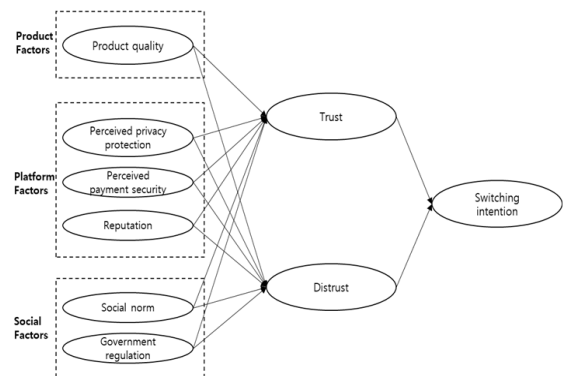 Product
Factors
Product quality
Platform
Factors
Perceived privacy
protection
Perceived
payment security
Reputation
Social
Factors
Social norm
Government
regulation
Trust
Distrust
Switching
intention